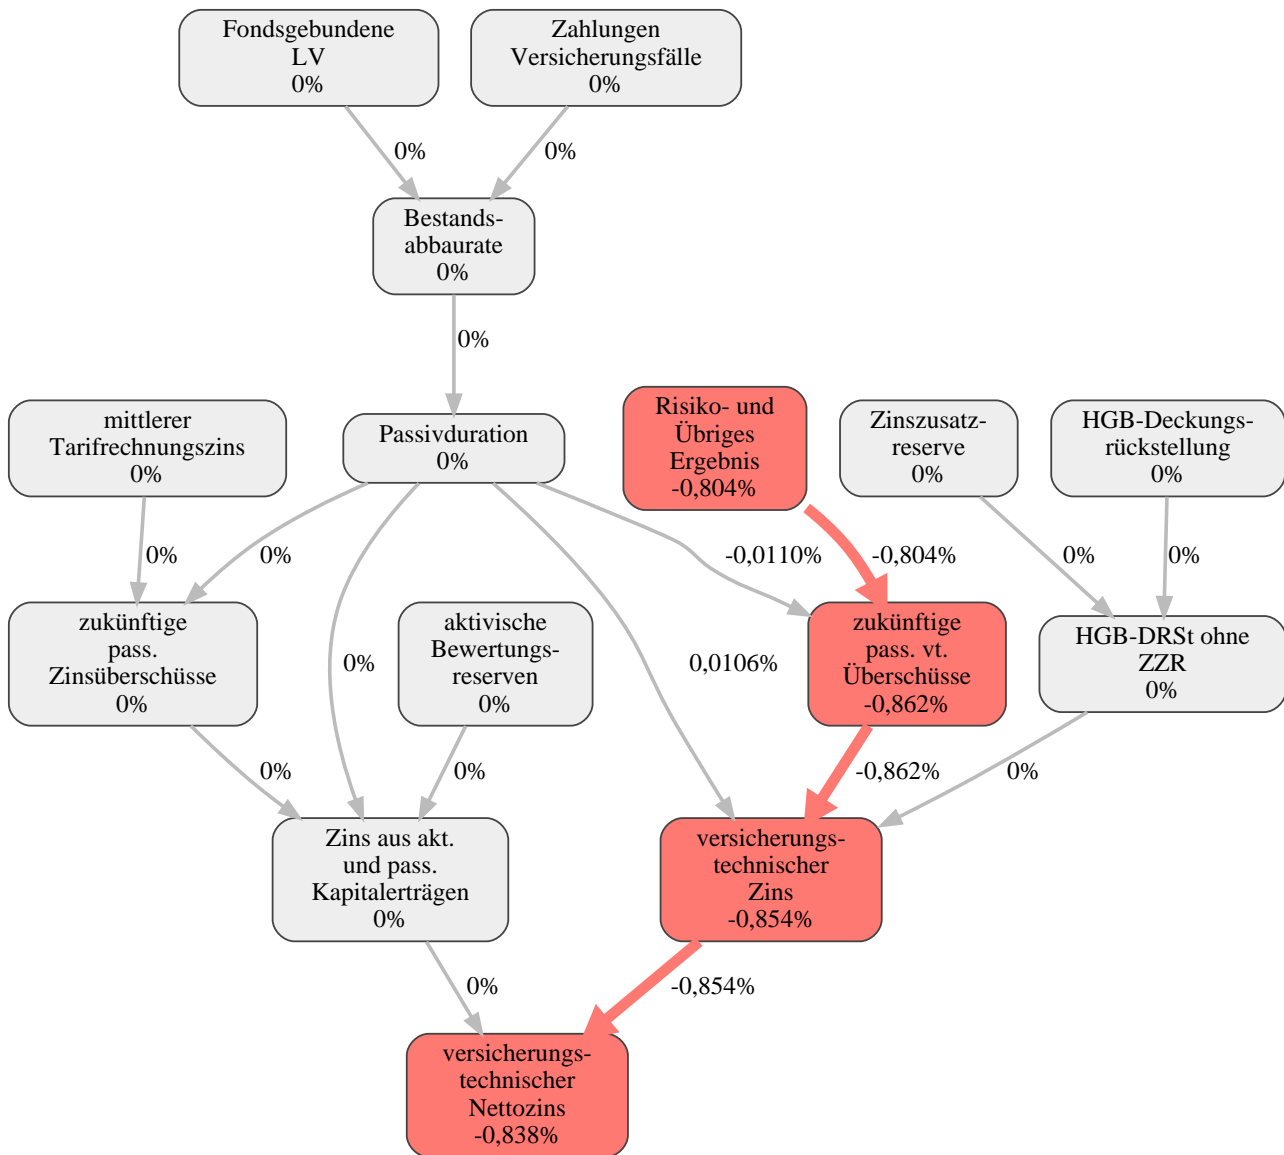 Fondsgebundene
LV
0%
Zahlungen
Versicherungsfälle
0%
0%
0%
Bestands-
abbaurate
0%
0%
mittlerer
Tarifrechnungszins
0%
Passivduration
0%
Risiko- und
Übriges
Ergebnis
-0,804%
Zinszusatz-
reserve
0%
HGB-Deckungs-
rückstellung
0%
0%
0%
-0,0110%
-0,804%
0%
0%
zukünftige
pass.
Zinsüberschüsse
0%
0%
aktivische
Bewertungs-
reserven
0%
0,0106%
zukünftige
pass. vt.
Überschüsse
-0,862%
HGB-DRSt ohne
ZZR
0%
0%
0%
-0,862%
0%
Zins aus akt.
und pass.
Kapitalerträgen
0%
versicherungs-
technischer
Zins
-0,854%
0%
-0,854%
versicherungs-
technischer
Nettozins
-0,838%